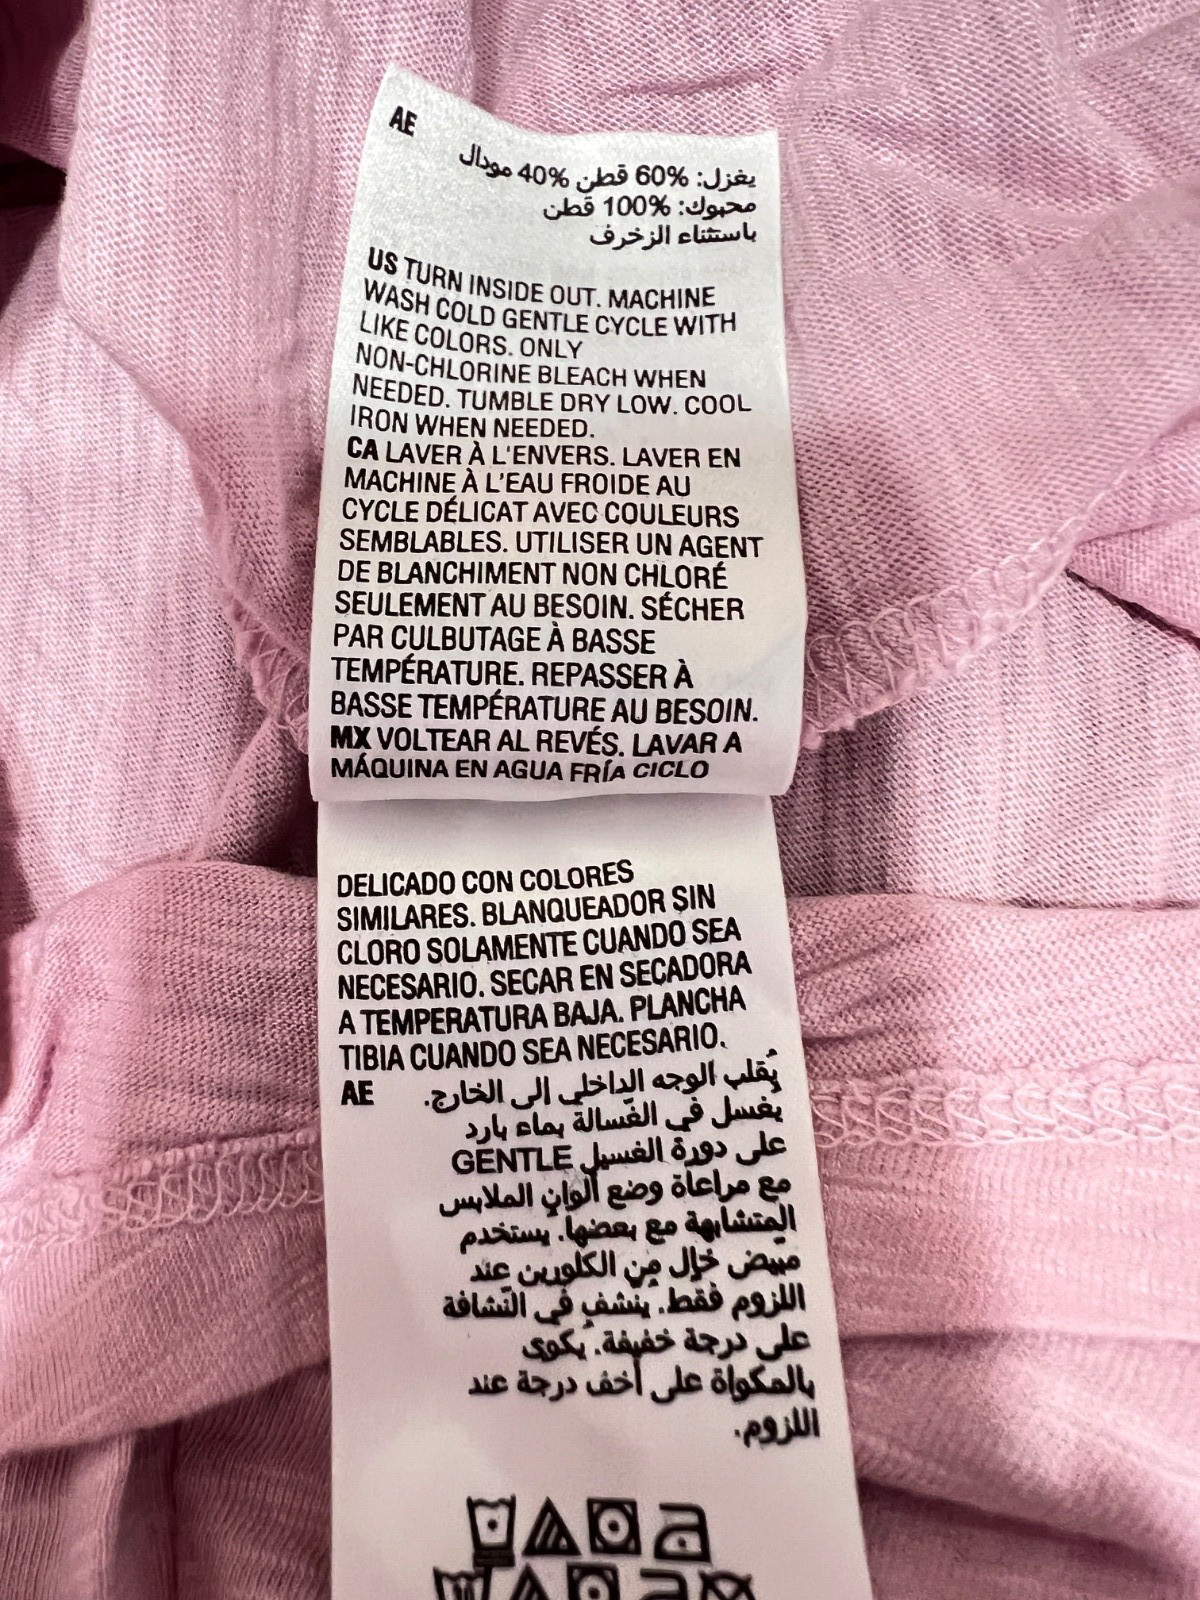 AE
يغزل: 60% قطن 40% مودال
محبوك: 100% قطن
باستثناء الزخرف
US TURN INSIDE OUT. MACHINE
WASH COLD GENTLE CYCLE WITH
LIKE COLORS. ONLY
NON-CHLORINE BLEACH WHEN
NEEDED. TUMBLE DRY LOW. COOL
IRON WHEN NEEDED.
CA LAVER À L'ENVERS. LAVER EN
MACHINE À L'EAU FROIDE AU
CYCLE DÉLICAT AVEC COULEURS
SEMBLABLES. UTILISER UN AGENT
DE BLANCHIMENT NON CHLORÉ
SEULEMENT AU BESOIN. SÉCHER
PAR CULBUTAGE À BASSE
TEMPÉRATURE. REPASSER À
BASSE TEMPÉRATURE AU BESOIN.
MX VOLTEAR AL REVÉS. LAVAR A
MÁQUINA EN AGUA FRÍA CICLO
DELICADO CON COLORES
SIMILARES. BLANQUEADOR SIN
CLORO SOLAMENTE CUANDO SEA
NECESARIO. SECAR EN SECADORA
A TEMPERATURA BAJA. PLANCHA
TIBIA CUANDO SEA NECESARIO.
AE يُقلب الوجه الداخلي إلى الخارج.
يغسل في الغسالة بماء بارد
على دورة الغسيل GENTLE
مع مراعاة وضع ألوان الملابس
المتشابهة مع بعضها. يستخدم
مبيض خالٍ من الكلورين عند
اللزوم فقط. ينشف في النشافة
على درجة خفيفة. يكوى
بالمكواة على أخف درجة عند
اللزوم.